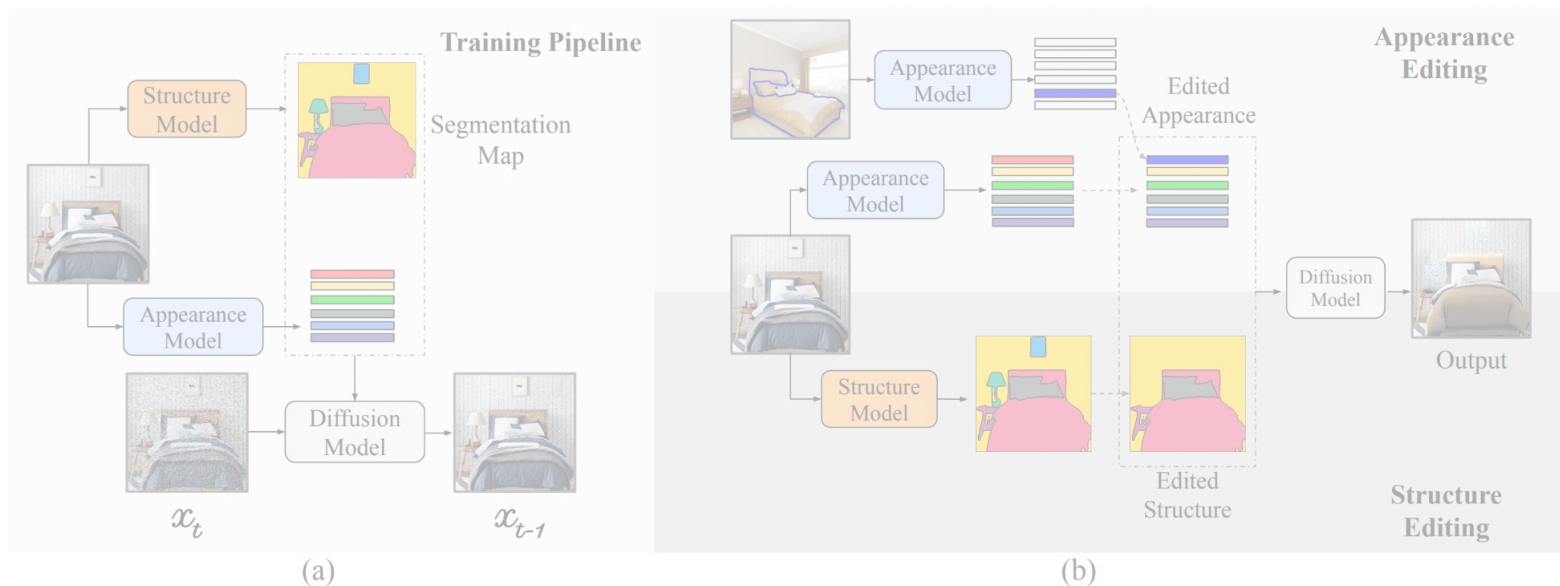 Training Pipeline
Structure
Model
Segmentation
Map
Appearance
Model
Diffusion
Model
x_t
x_{t-1}
(a)
Appearance
Editing
Appearance
Model
Edited
Appearance
Appearance
Model
Diffusion
Model
Output
Structure
Model
Edited
Structure
Structure
Editing
(b)